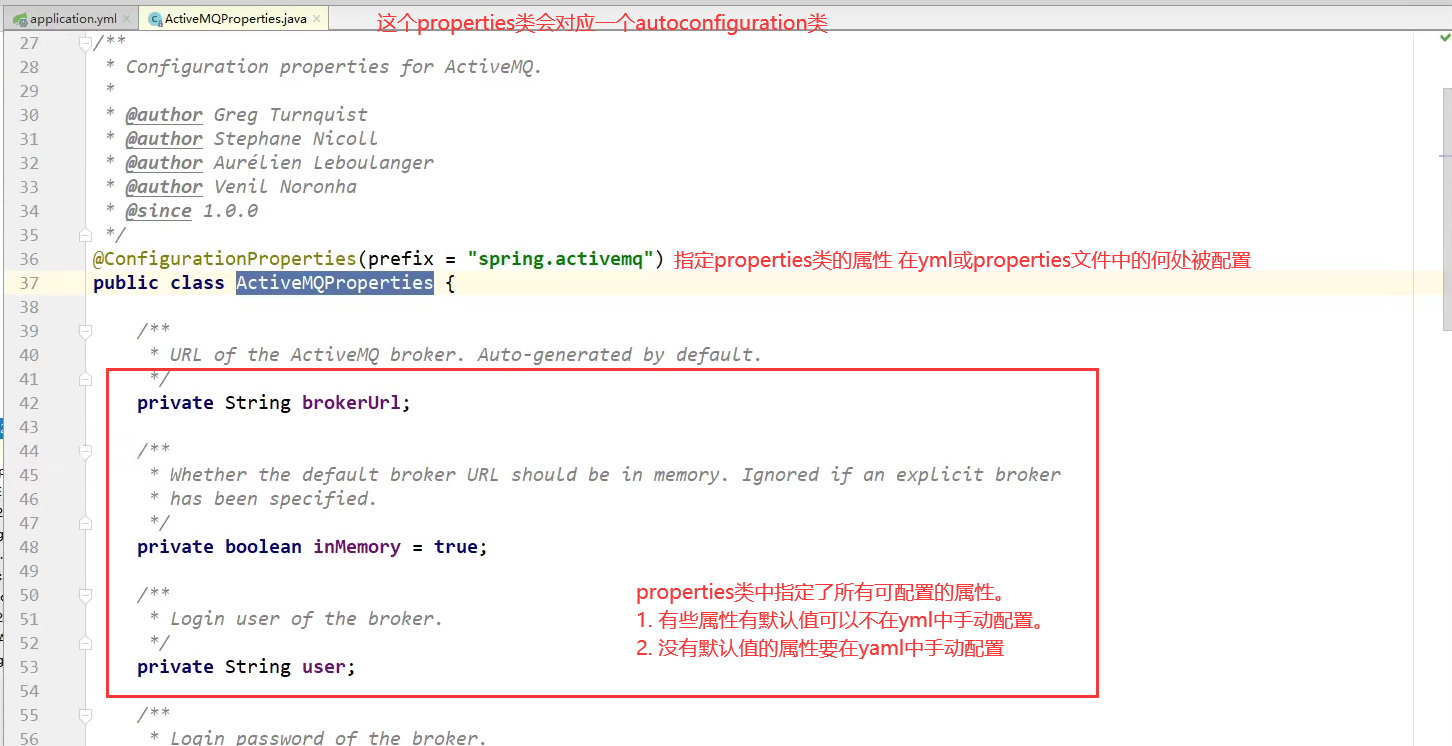 application.yml × ActiveMQProperties.java × 这个properties类会对应一个autoconfiguration类
27 /**
28 * Configuration properties for ActiveMQ.
29 *
30 * @author Greg Turnquist
31 * @author Stephane Nicoll
32 * @author Aurélien Leboulanger
33 * @author Venil Noronha
34 * @since 1.0.0
35 */
36 @ConfigurationProperties(prefix = "spring.activemq") 指定properties类的属性 在yml或properties文件中的何处被配置
37 public class ActiveMQProperties {
38
39 /**
40 * URL of the ActiveMQ broker. Auto-generated by default.
41 */
42 private String brokerUrl;
43
44 /**
45 * Whether the default broker URL should be in memory. Ignored if an explicit broker
46 * has been specified.
47 */
48 private boolean inMemory = true;
49
50 /**
properties类中指定了所有可配置的属性。
51 * Login user of the broker.
1. 有些属性有默认值可以不在yml中手动配置。
52 */
2. 没有默认值的属性要在yaml中手动配置
53 private String user;
54
55 /**
56 * Login password of the broker.